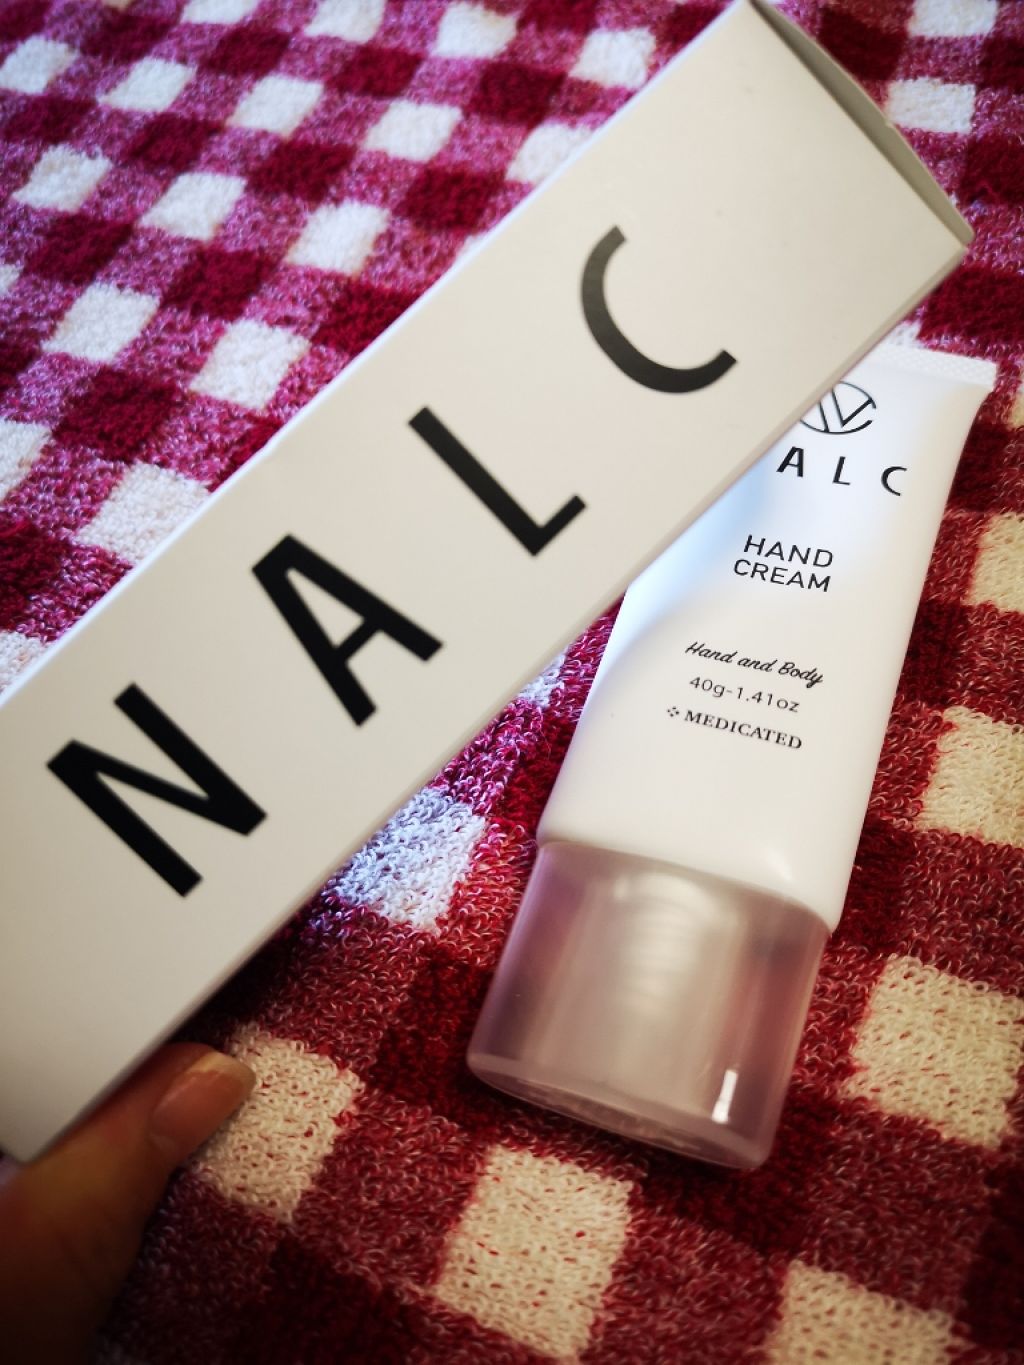 NALC
ALC
HAND
CREAM
Hand and Body
40g-1.41oz
MEDICATED